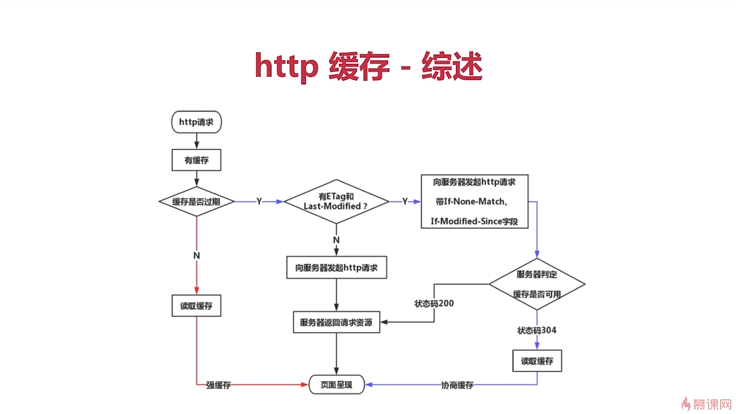 http 缓存 - 综述
http请求
有缓存
缓存是否过期
Y
有ETag和
Last-Modified ?
Y
向服务器发起http请求
带If-None-Match、
If-Modified-Since字段
N
N
向服务器发起http请求
服务器判定
缓存是否可用
读取缓存
状态码200
服务器返回请求资源
状态码304
读取缓存
强缓存
页面呈现
协商缓存
慕课网